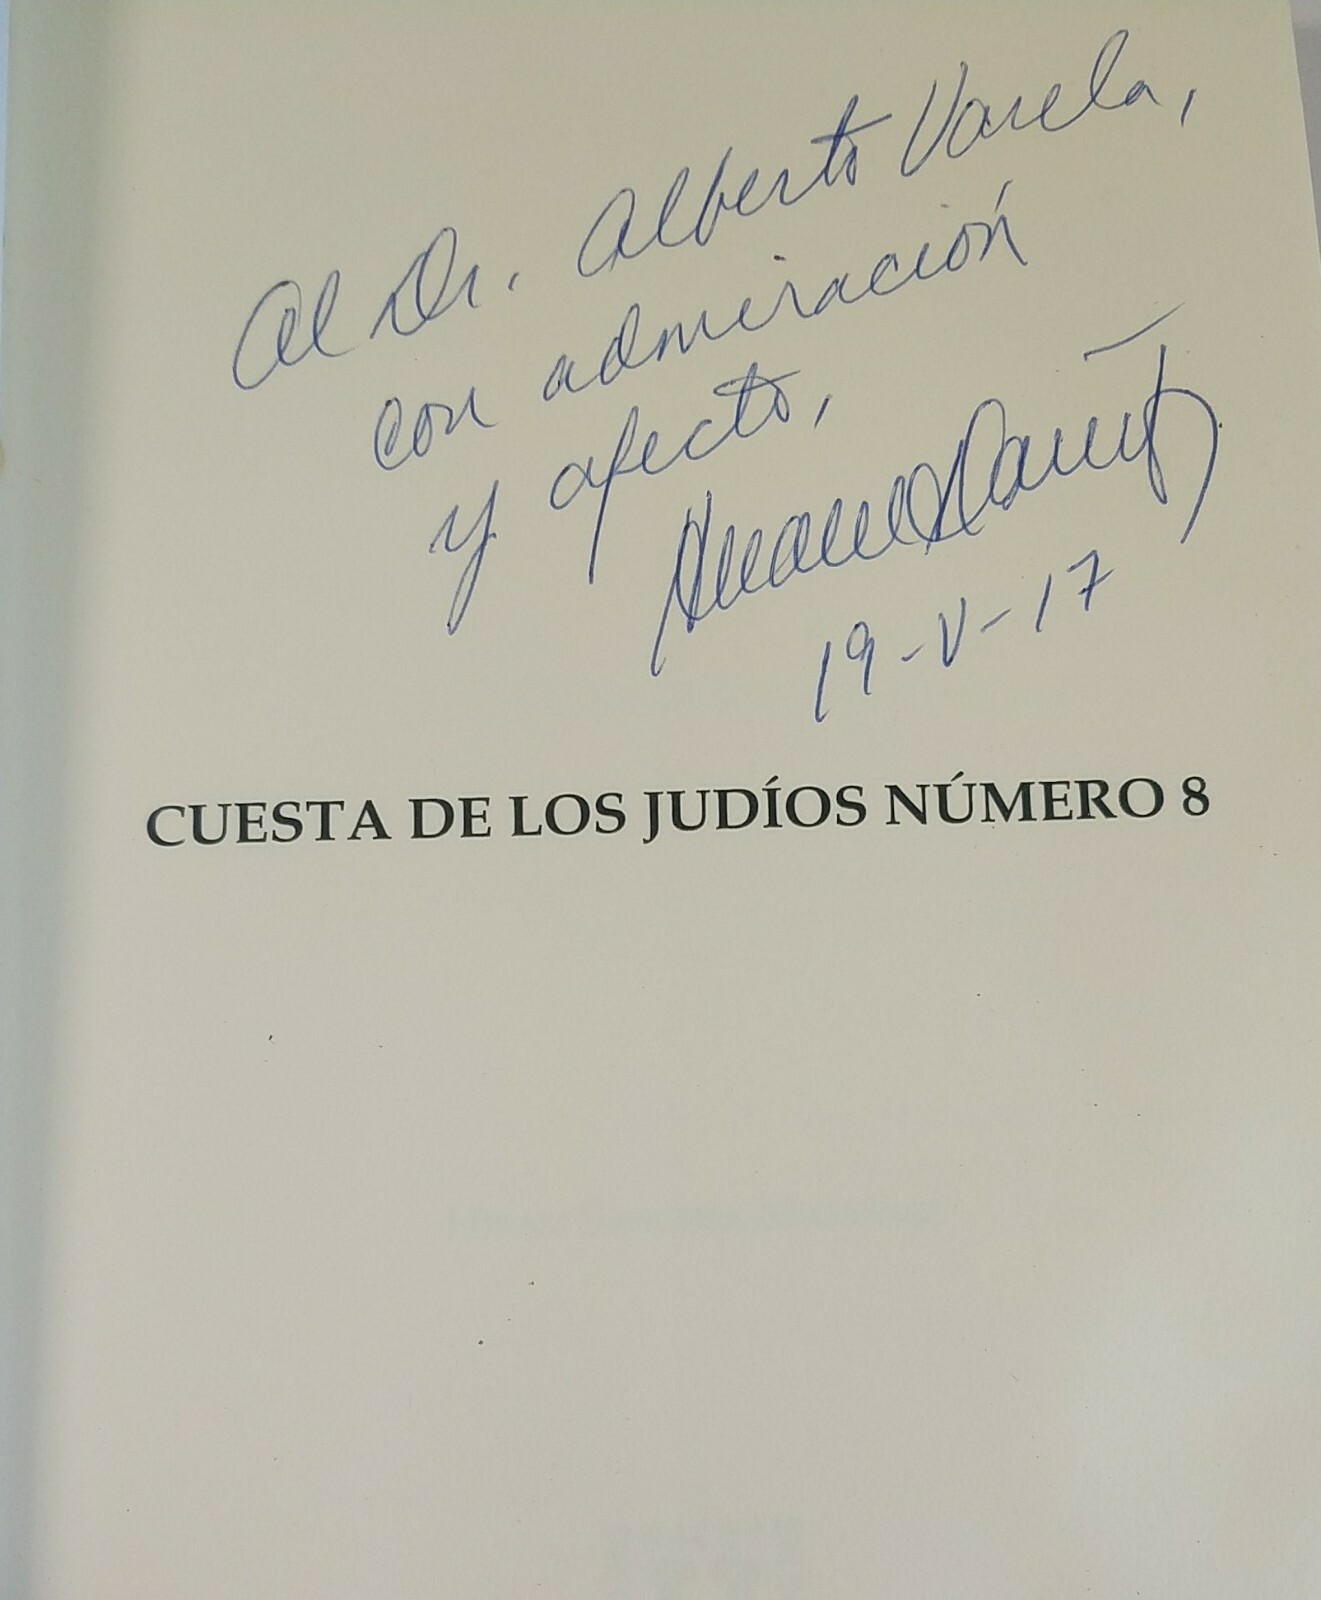 Al Dr. Alberto Varela,
con admiración
y afecto,
19-V-17
CUESTA DE LOS JUDÍOS NÚMERO 8